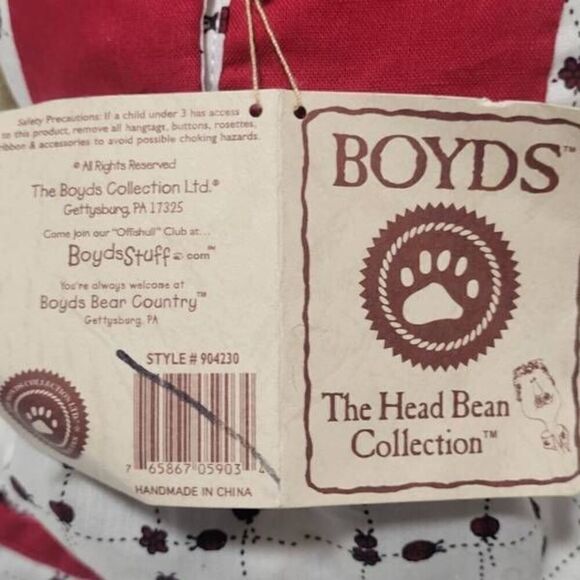 Safety Precautions: If a child under 3 has access
to this product, remove all hangtags, buttons, rosettes,
ribbon & accessories to avoid possible choking hazards.
© All Rights Reserved
The Boyds Collection Ltd.®
Gettysburg, PA 17325
Come join our "Offishull" Club at...
BoydsStuff.com™
You're always welcome at
Boyds Bear Country™
Gettysburg, PA
STYLE # 904230
7 65867 05903 4
HANDMADE IN CHINA
BOYDS™
The Head Bean
Collection™